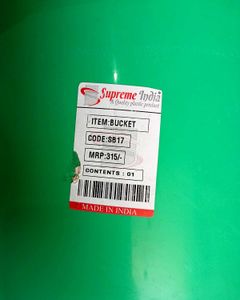 Supreme India
A Quality plastic product
ITEM:BUCKET
CODE:SB17
MRP:315/-
CONTENTS : 01
MADE IN INDIA